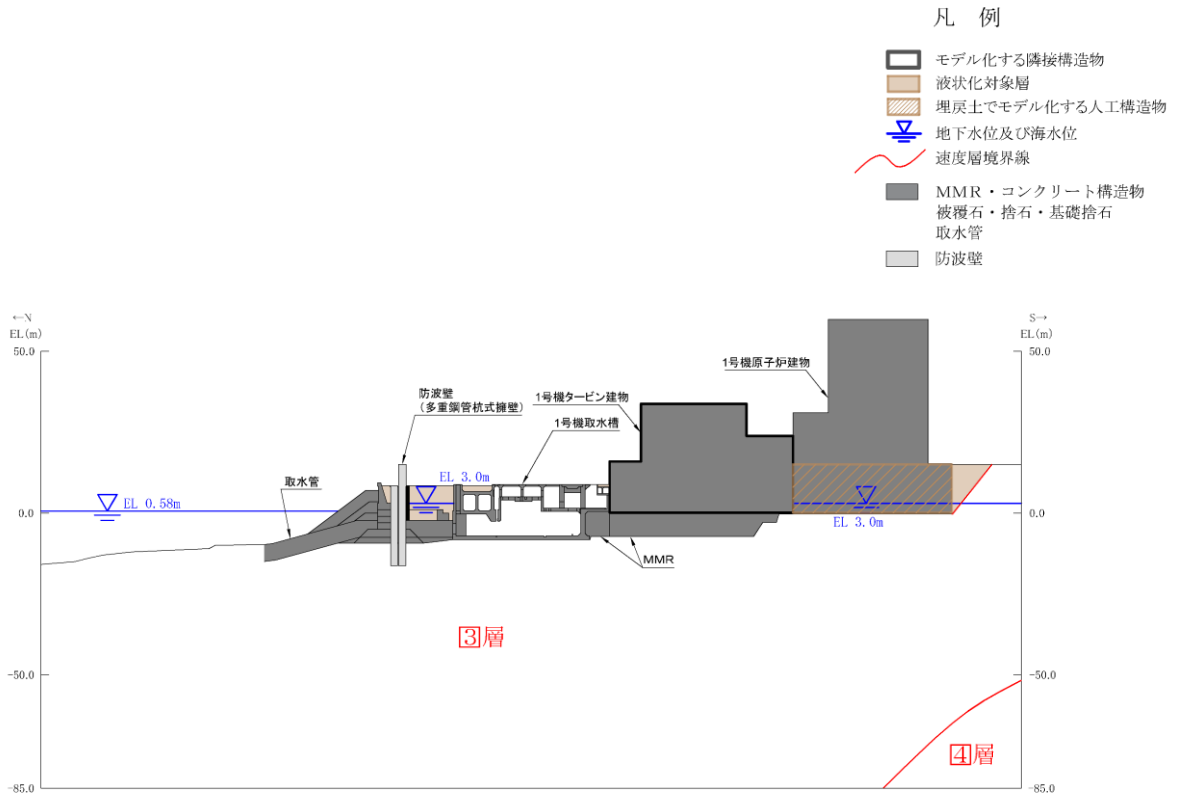 凡 例
モデル化する隣接構造物
液状化対象層
埋戻土でモデル化する人工構造物
地下水位及び海水位
速度層境界線
MMR・コンクリート構造物
被覆石・捨石・基礎捨石
取水管
防波壁
←N
EL(m)
S→
EL(m)
50.0
50.0
1号機原子炉建物
防波壁
(多重鋼管杭式擁壁)
1号機タービン建物
1号機取水槽
取水管
EL 3.0m
EL 0.58m
0.0
0.0
EL 3.0m
MMR
3層
-50.0
-50.0
4層
-85.0
-85.0